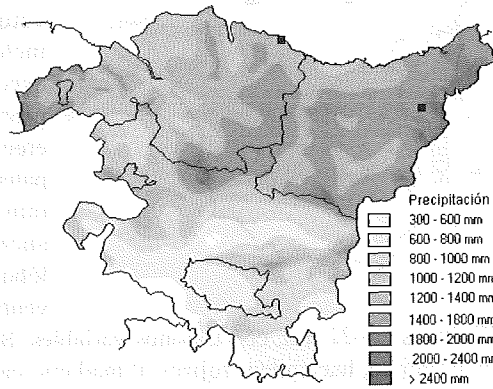 Precipitación
300 - 600 mm
600 - 800 mm
800 - 1000 mm
1000 - 1200 mm
1200 - 1400 mm
1400 - 1800 mm
1800 - 2000 mm
2000 - 2400 mm
> 2400 mm